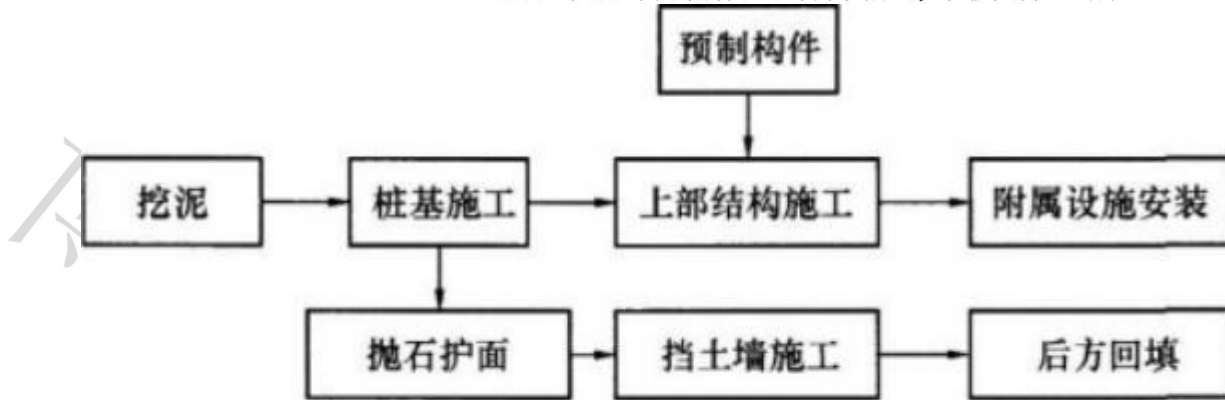 预制构件
挖泥
桩基施工
上部结构施工
附属设施安装
抛石护面
挡土墙施工
后方回填